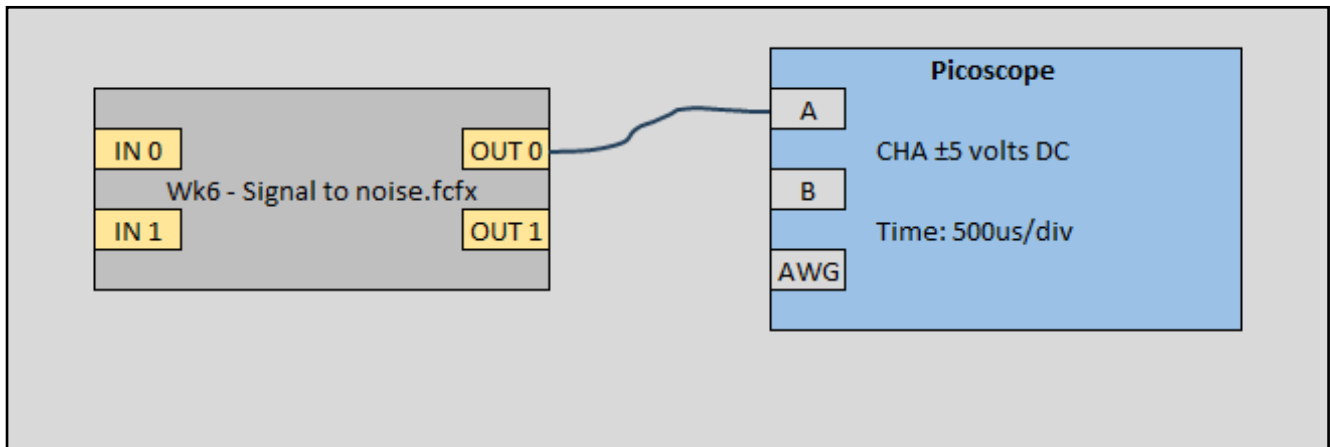 Picoscope
IN 0
OUT 0
A
CHA ±5 volts DC
Wk6 - Signal to noise.fcfx
B
IN 1
OUT 1
Time: 500us/div
AWG